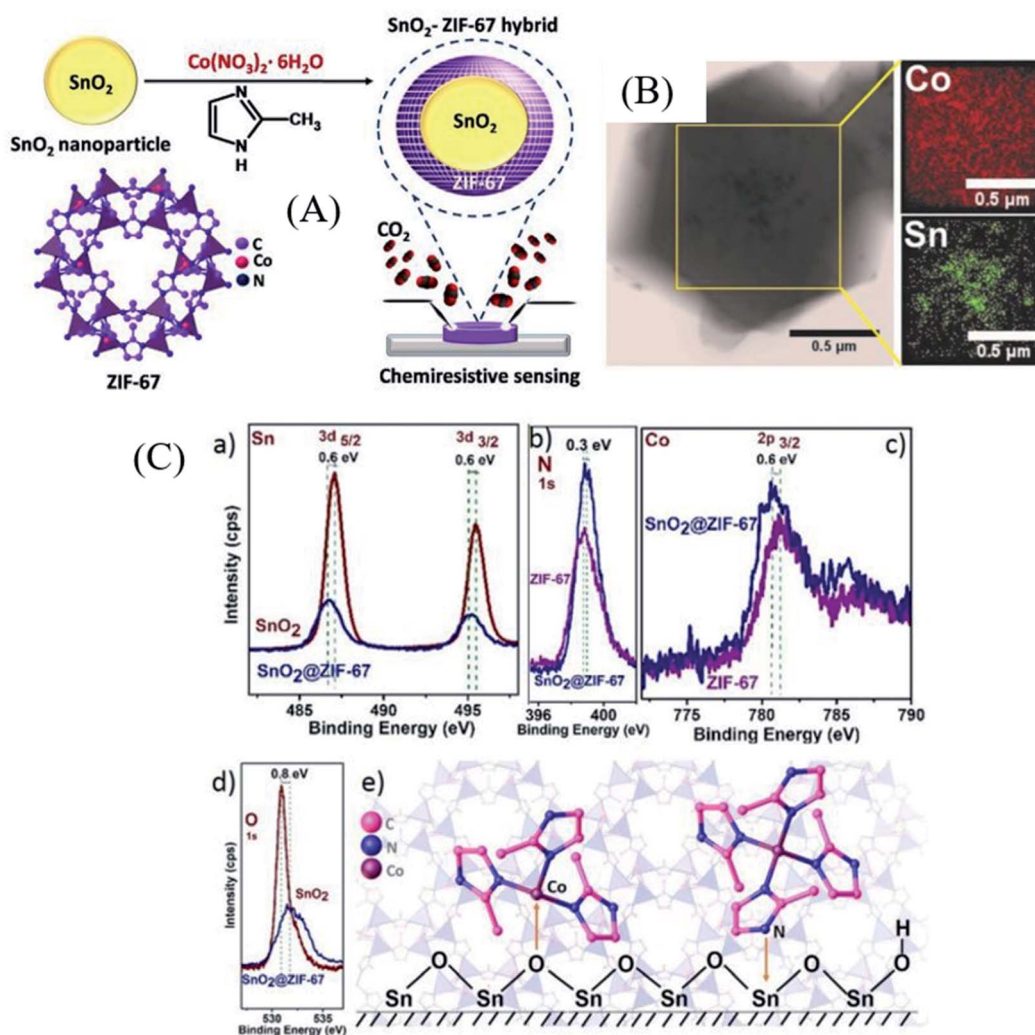 SnO2
SnO2 nanoparticle
Co(NO3)2· 6H2O
N
CH3
N
H
SnO2- ZIF-67 hybrid
SnO2
ZIF-67
(A)
C
Co
N
ZIF-67
CO2
Chemiresistive sensing
(B)
0.5 µm
Co
0.5 µm
Sn
0.5 µm
(C)
a)
Sn
3d 5/2
0.6 eV
3d 3/2
0.6 eV
SnO2
SnO2@ZIF-67
Intensity (cps)
485 490 495
Binding Energy (eV)
b)
0.3 eV
N
1s
ZIF-67
SnO2@ZIF-67
396 400
Binding Energy (eV)
Co
2p 3/2
0.6 eV
c)
SnO2@ZIF-67
ZIF-67
775 780 785 790
Binding Energy (eV)
d)
0.8 eV
O
1s
SnO2
SnO2@ZIF-67
Intensity (cps)
530 535
Binding Energy (eV)
e)
C
N
Co
Co
N
H
O O O O O O
Sn Sn Sn Sn Sn Sn